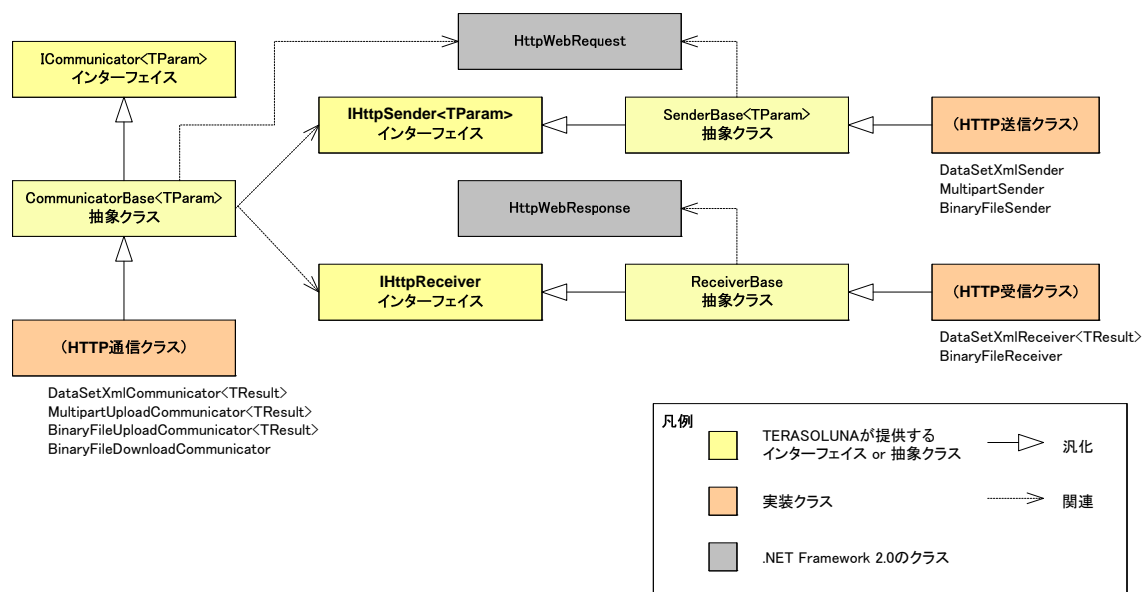 HttpWebRequest
ICommunicator<TParam>
インターフェイス
IHttpSender<TParam>
インターフェイス
SenderBase<TParam>
抽象クラス
(HTTP送信クラス)
DataSetXmlSender
MultipartSender
BinaryFileSender
CommunicatorBase<TParam>
抽象クラス
HttpWebResponse
IHttpReceiver
インターフェイス
ReceiverBase
抽象クラス
(HTTP受信クラス)
DataSetXmlReceiver<TResult>
BinaryFileReceiver
(HTTP通信クラス)
DataSetXmlCommunicator<TResult>
MultipartUploadCommunicator<TResult>
BinaryFileUploadCommunicator<TResult>
BinaryFileDownloadCommunicator
凡例
TERASOLUNAが提供する
インターフェイス or 抽象クラス
汎化
実装クラス
関連
.NET Framework 2.0のクラス